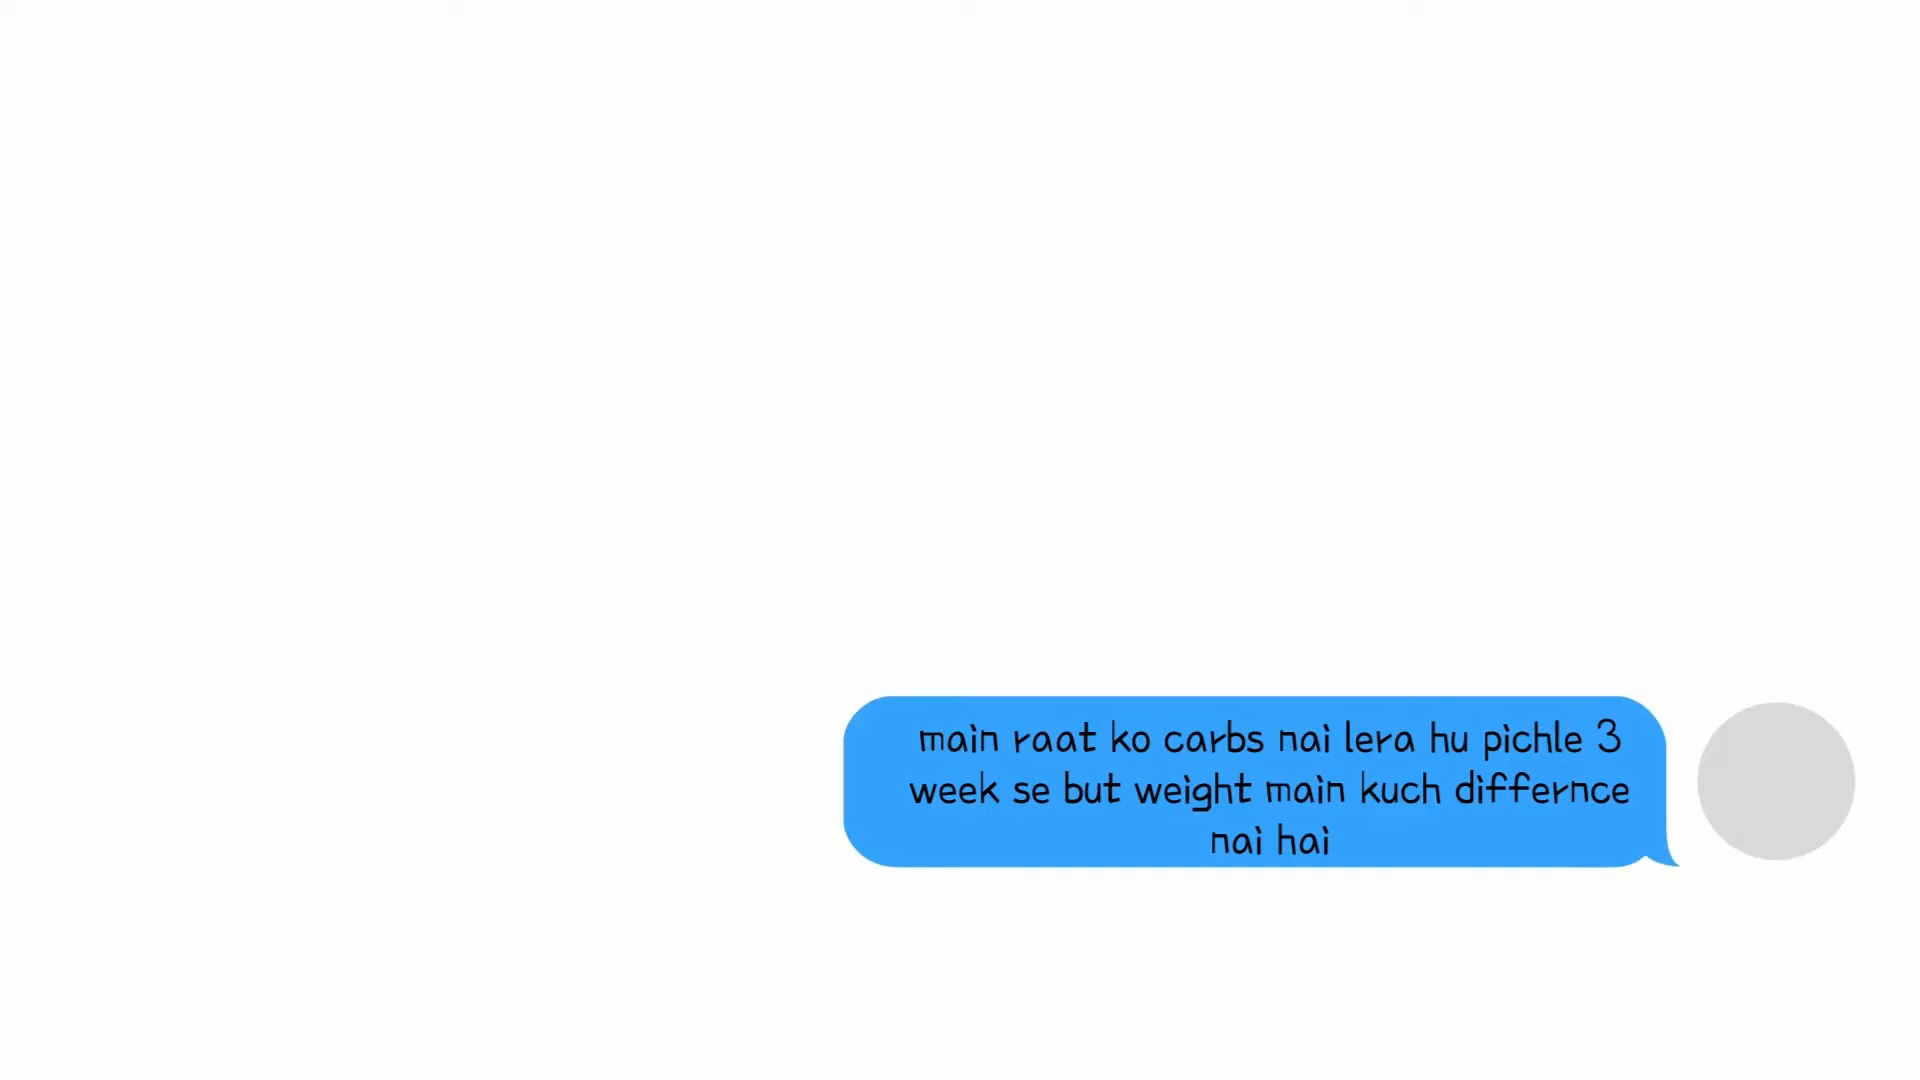 main raat ko carbs nai lera hu pichle 3
week se but weight main kuch differnce
nai hai